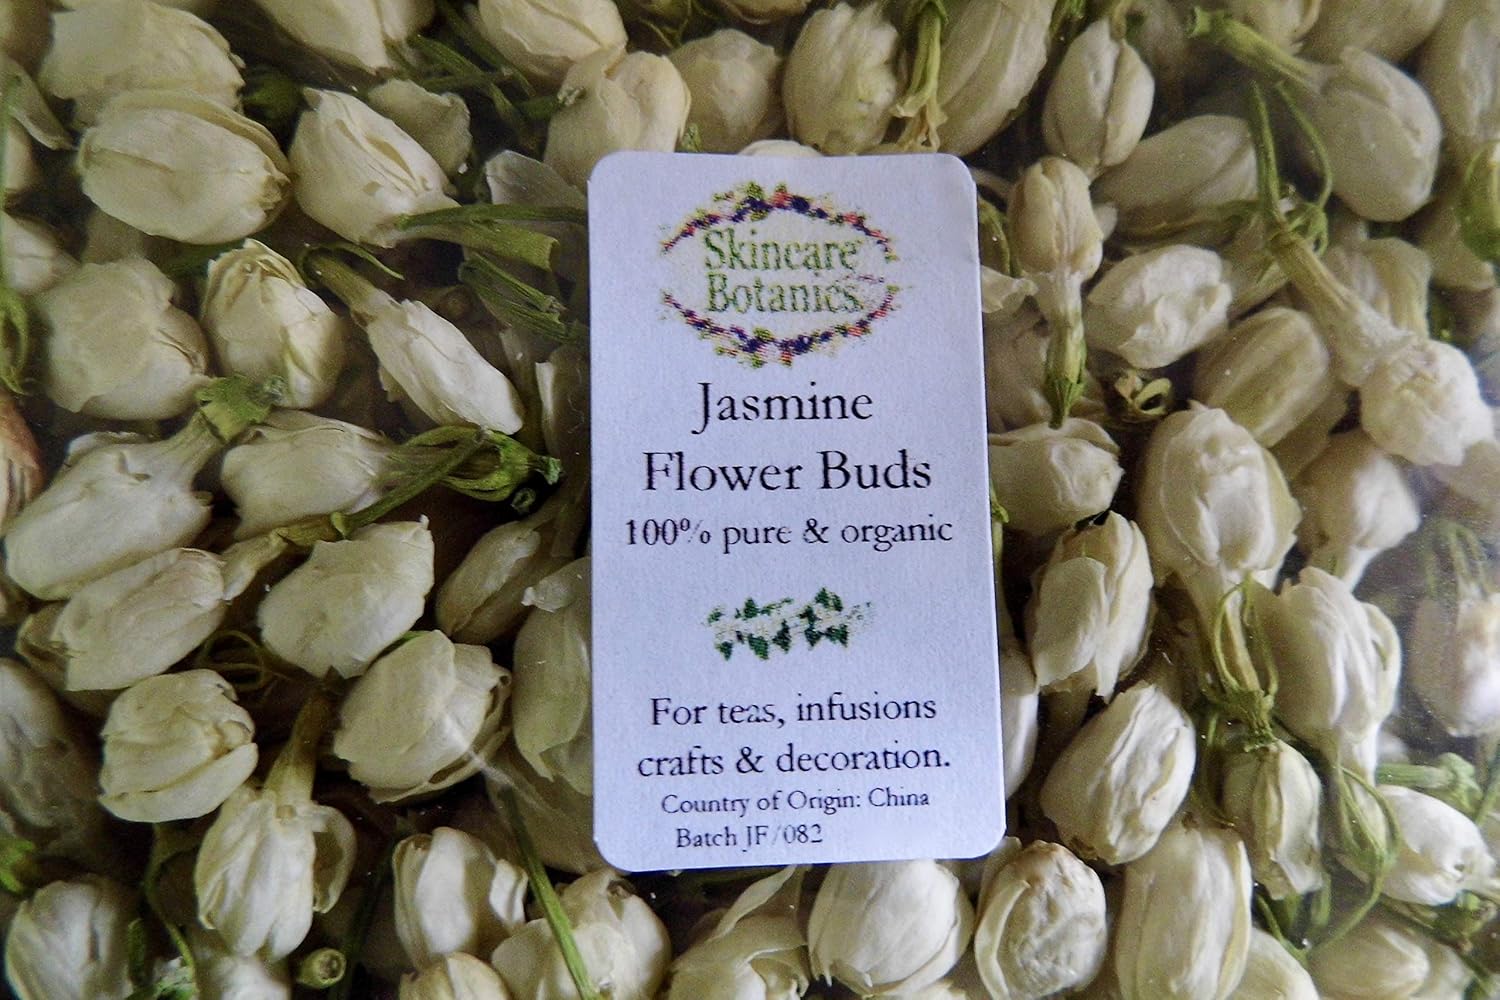 Skincare
Botanics
Jasmine
Flower Buds
100% pure & organic
For teas, infusions
crafts & decoration.
Country of Origin: China
Batch JF/082